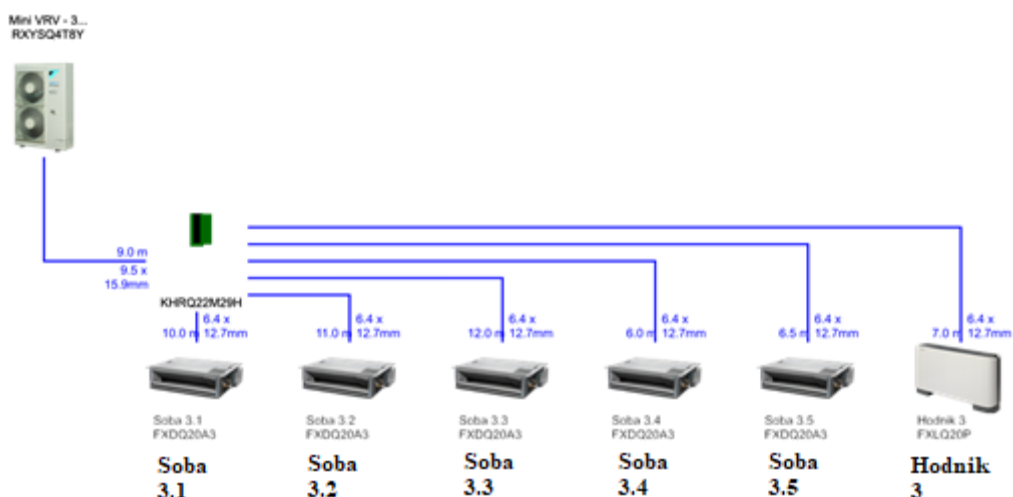 Mini VRV - 3...
RXYSQ4T8Y
9.0 m
9.5 x
15.9mm
KHRQ22M29H
6.4 x
10.0 m 12.7mm
6.4 x
11.0 m 12.7mm
6.4 x
12.0 m 12.7mm
6.4 x
6.0 m 12.7mm
6.4 x
6.5 m 12.7mm
6.4 x
7.0 m 12.7mm
Soba 3.1
FXDQ20A3
Soba 3.2
FXDQ20A3
Soba 3.3
FXDQ20A3
Soba 3.4
FXDQ20A3
Soba 3.5
FXDQ20A3
Hodnik 3
FXLQ20P
Soba
3.1
Soba
3.2
Soba
3.3
Soba
3.4
Soba
3.5
Hodnik
3